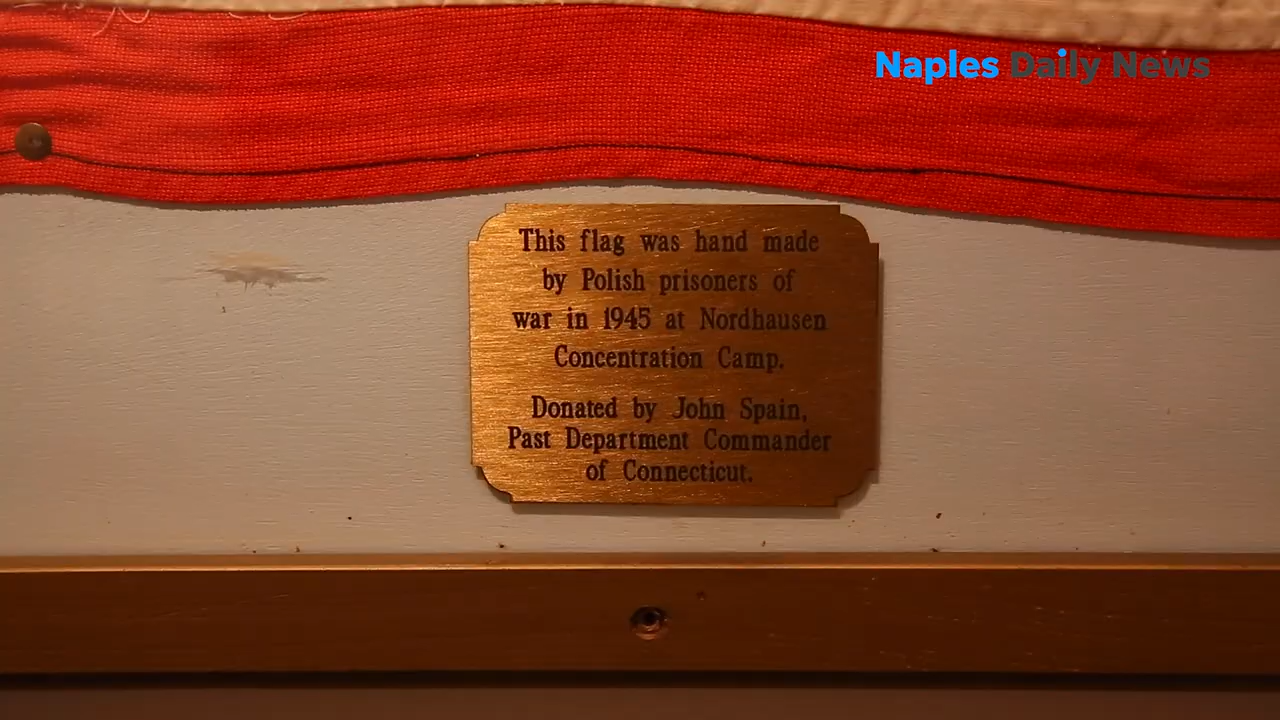 Naples Daily News
This flag was hand made
by Polish prisoners of
war in 1945 at Nordhausen
Concentration Camp.
Donated by John Spain,
Past Department Commander
of Connecticut.